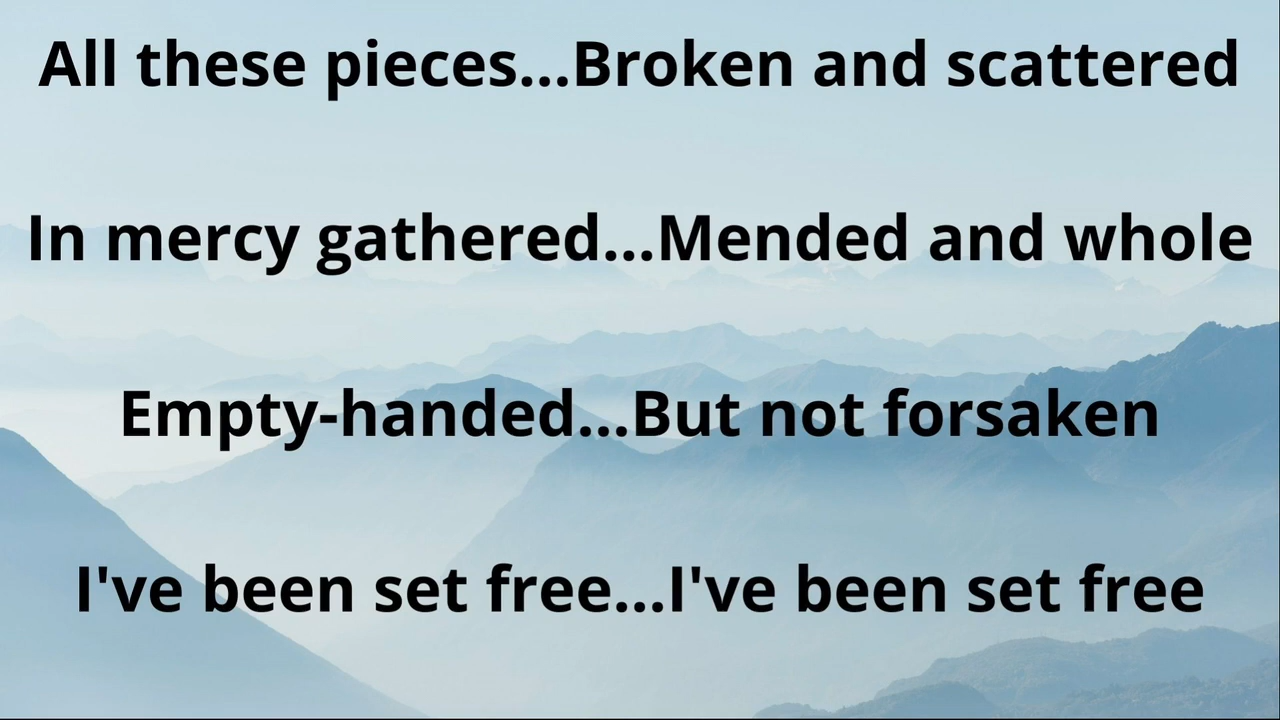 All these pieces...Broken and scattered
In mercy gathered...Mended and whole
Empty-handed...But not forsaken
I've been set free...I've been set free